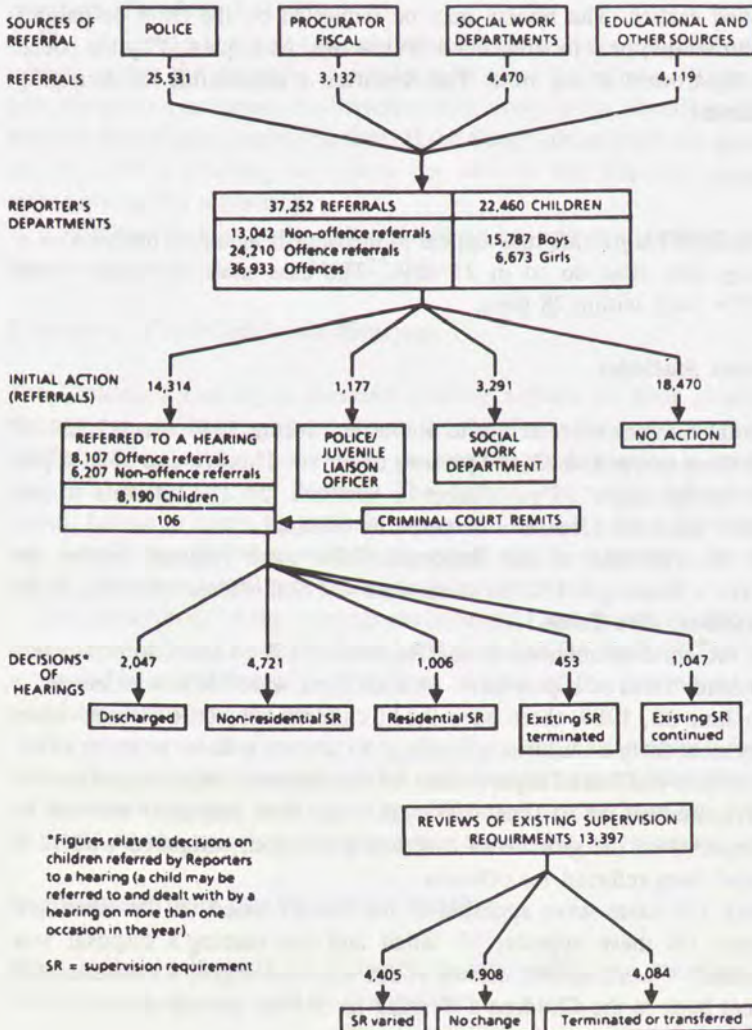 SOURCES OF
REFERRAL
POLICE
PROCURATOR
FISCAL
SOCIAL WORK
DEPARTMENTS
EDUCATIONAL AND
OTHER SOURCES
REFERRALS
25,531
3,132
4,470
4,119
REPORTER'S
DEPARTMENTS
37,252 REFERRALS
22,460 CHILDREN
13,042 Non-offence referrals
24,210 Offence referrals
36,933 Offences
15,787 Boys
6,673 Girls
INITIAL ACTION
(REFERRALS)
14,314
1,177
3,291
18,470
REFERRED TO A HEARING
8,107 Offence referrals
6,207 Non-offence referrals
8,190 Children
106
POLICE/
JUVENILE
LIAISON
OFFICER
SOCIAL
WORK
DEPARTMENT
NO ACTION
CRIMINAL COURT REMITS
DECISIONS*
OF
HEARINGS
2,047
4,721
1,006
453
1,047
Discharged
Non-residential SR
Residential SR
Existing SR
terminated
Existing SR
continued
*Figures relate to decisions on
children referred by Reporters
to a hearing (a child may be
referred to and dealt with by a
hearing on more than one
occasion in the year)
SR = supervision requirement
REVIEWS OF EXISTING SUPERVISION
REQUIRMENTS 13,397
4,405
4,908
4,084
SR varied
No change
Terminated or transferred